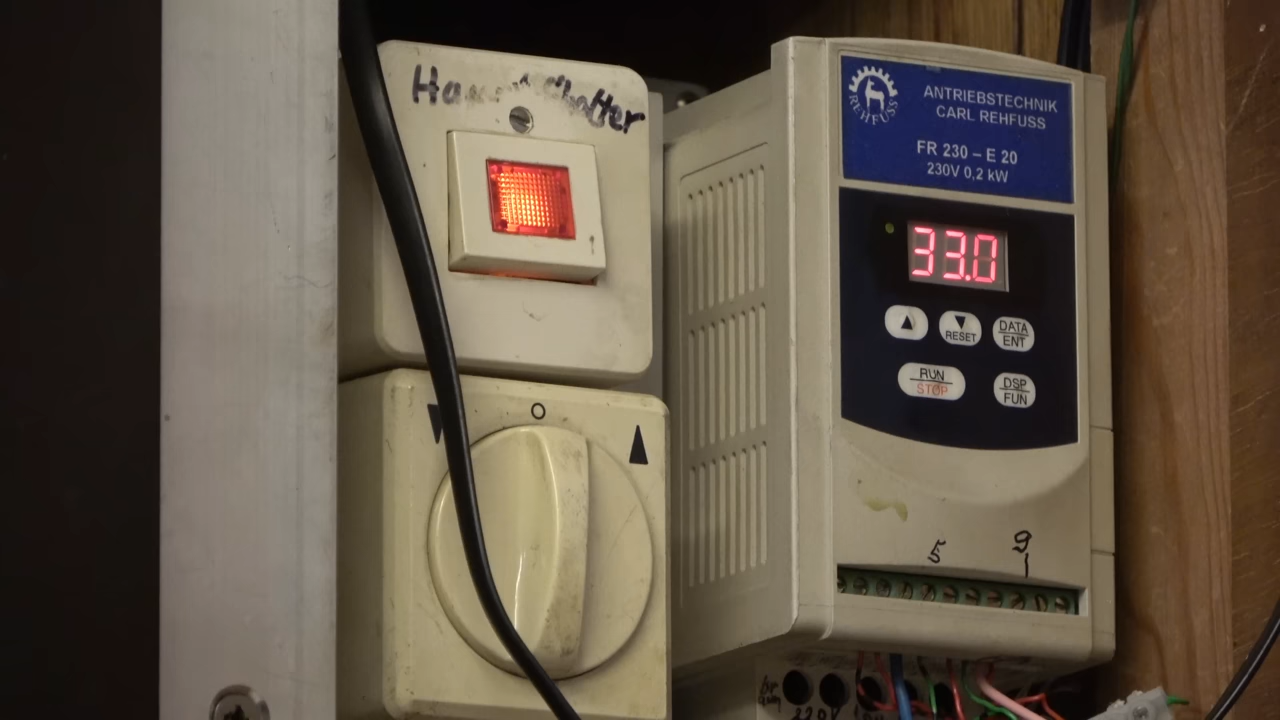 REHFUSS
ANTRIEBSTECHNIK
CARL REHFUSS
FR 230 – E 20
230V 0,2 kW
33.0
▲
▼
RESET
DATA
ENT
RUN
STOP
DSP
FUN
O
5
9
220V